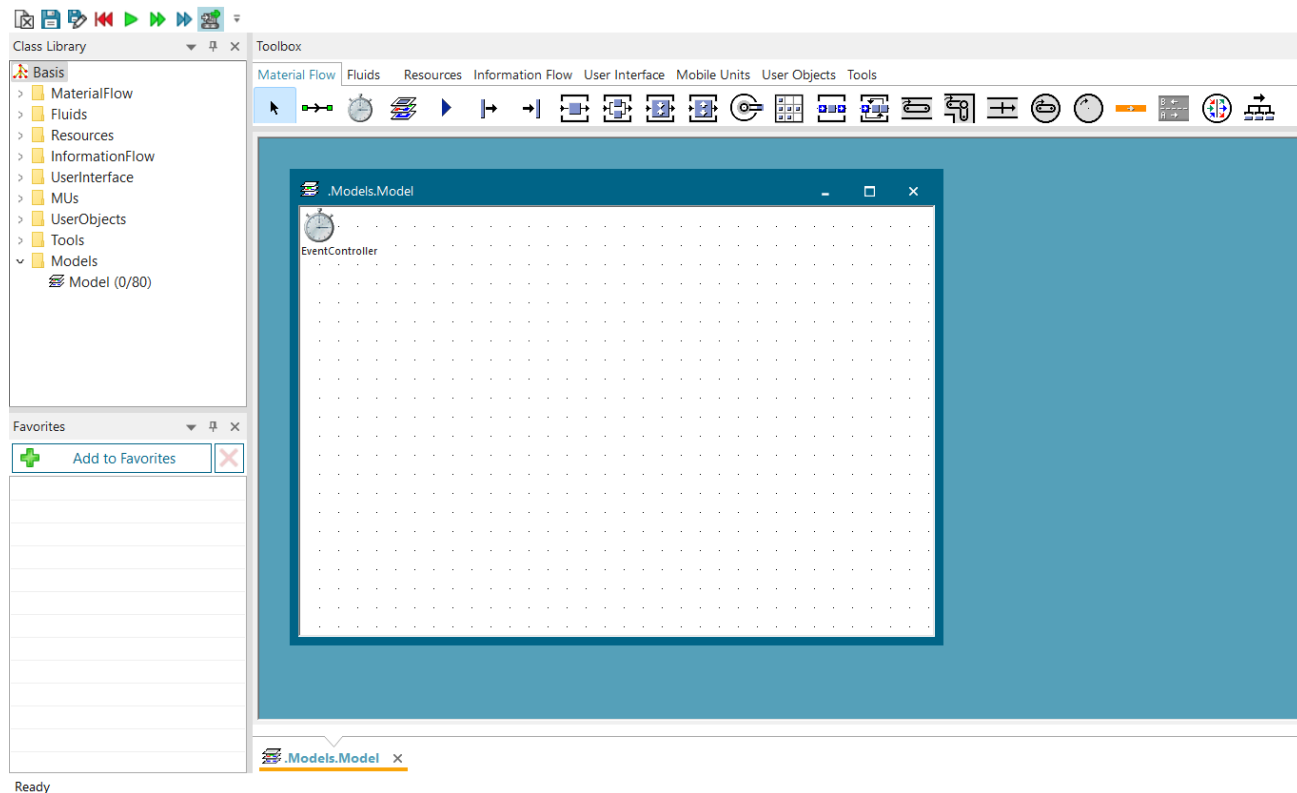 Class Library
Toolbox
Basis
MaterialFlow
Fluids
Resources
InformationFlow
UserInterface
MUs
UserObjects
Tools
Models
Model (0/80)
Material Flow Fluids Resources Information Flow User Interface Mobile Units User Objects Tools
.Models.Model
EventController
Favorites
Add to Favorites
.Models.Model
Ready